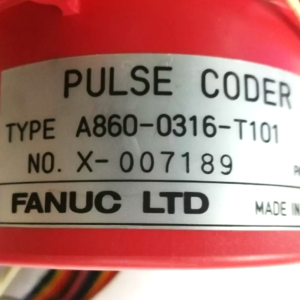 PULSE CODER
TYPE A860-0316-T101
NO. X-007189
FANUC LTD MADE IN